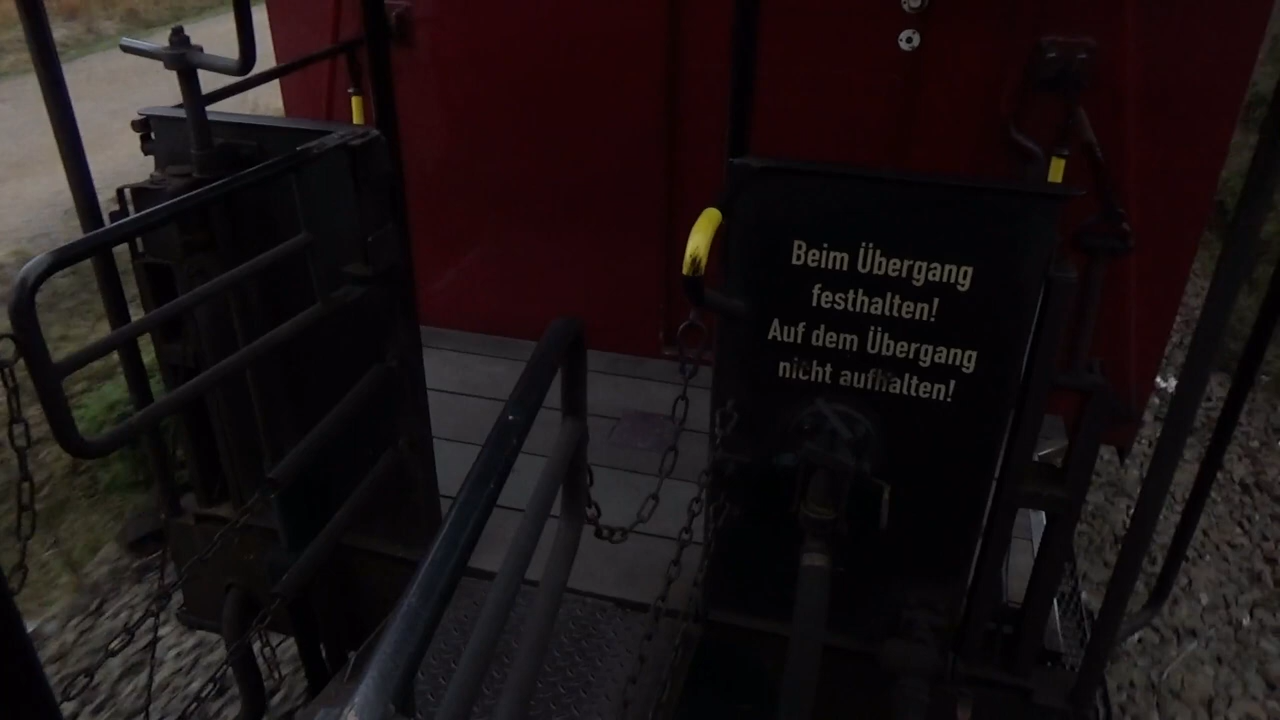 Beim Übergang
festhalten!
Auf dem Übergang
nicht aufhalten!